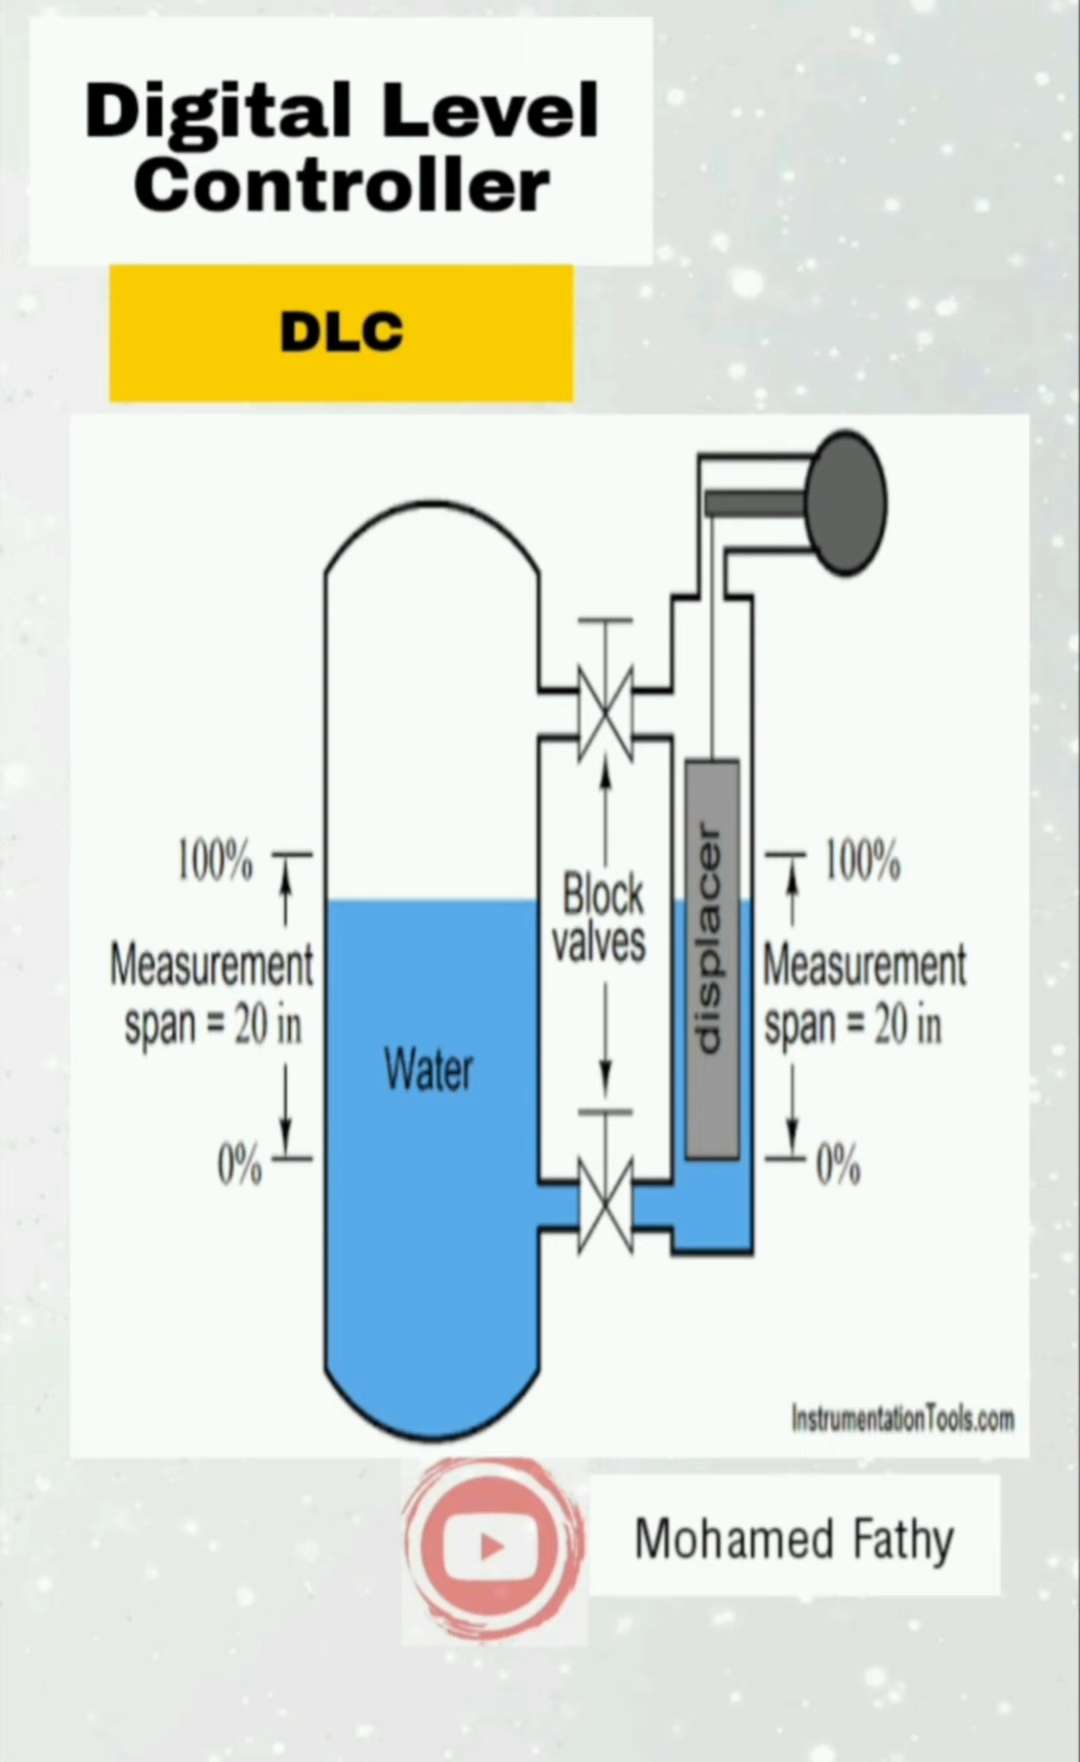 Digital Level
Controller
DLC
100%
100%
Block
valves
displacer
Measurement
span = 20 in
Measurement
span = 20 in
Water
0%
0%
InstrumentationTools.com
Mohamed Fathy